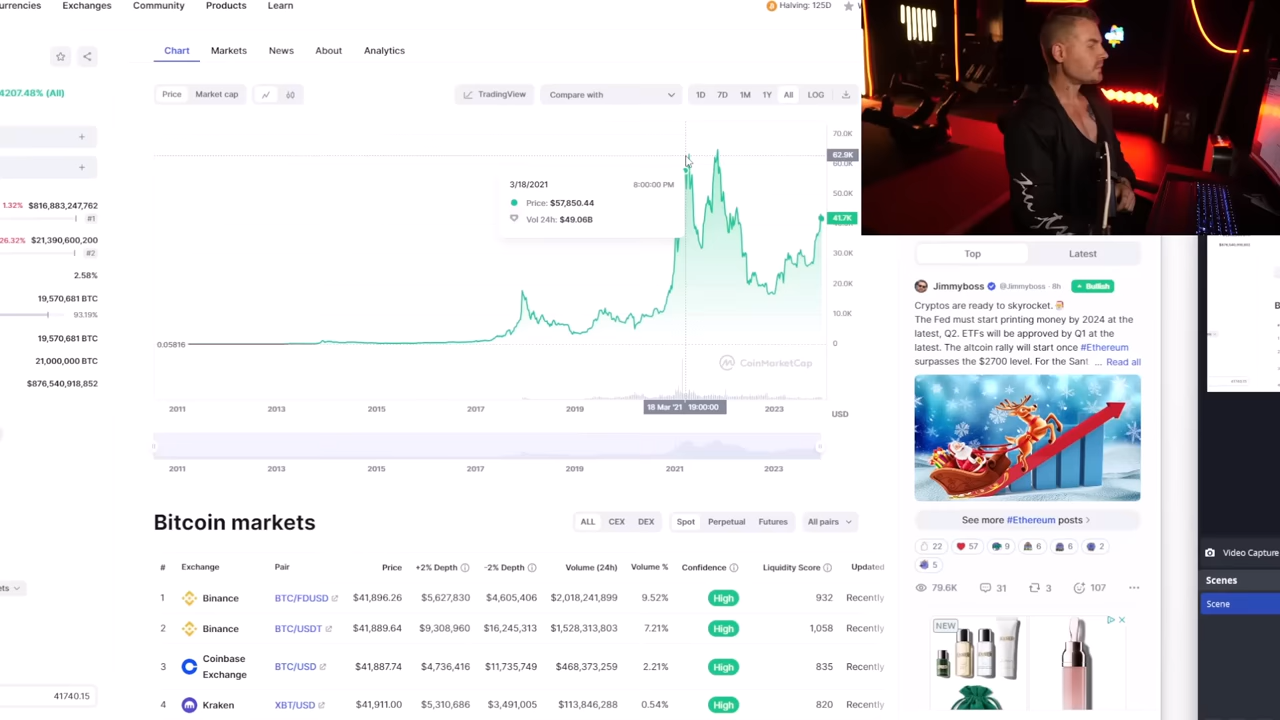 urrencies Exchanges Community Products Learn
Halving: 125D
Chart Markets News About Analytics
4207.48% (All)
Price Market cap
TradingView Compare with 1D 7D 1M 1Y All LOG
70.0K
62.9K
60.0K
50.0K
41.7K
30.0K
20.0K
10.0K
0
3/18/2021 8:00:00 PM
Price: $57,850.44
Vol 24h: $49.06B
0.05816
CoinMarketCap
18 Mar '21 19:00:00
2011 2013 2015 2017 2019 2023 USD
2011 2013 2015 2017 2019 2021 2023
1.32% $816,883,247,762
#1
26.32% $21,390,600,200
#2
2.58%
19,570,681 BTC
93.19%
19,570,681 BTC
21,000,000 BTC
$876,540,918,852
ets
41740.15
Bitcoin markets
ALL CEX DEX Spot Perpetual Futures All pairs
# Exchange Pair Price +2% Depth -2% Depth Volume (24h) Volume % Confidence Liquidity Score Updated
1 Binance BTC/FDUSD $41,896.26 $5,627,830 $4,605,406 $2,018,241,899 9.52% High 932 Recently
2 Binance BTC/USDT $41,889.64 $9,308,960 $16,245,313 $1,528,313,803 7.21% High 1,058 Recently
3 Coinbase Exchange BTC/USD $41,887.74 $4,736,416 $11,735,749 $468,373,259 2.21% High 835 Recently
4 Kraken XBT/USD $41,911.00 $5,310,686 $3,491,005 $113,846,288 0.54% High 820 Recently
Top Latest
Jimmyboss @Jimmyboss · 8h Bullish
Cryptos are ready to skyrocket.
The Fed must start printing money by 2024 at the
latest, Q2. ETFs will be approved by Q1 at the
latest. The altcoin rally will start once #Ethereum
surpasses the $2700 level. For the Sant ... Read all
See more #Ethereum posts
22 57 9 6 6 2
5
79.6K 31 3 107
NEW
Video Capture
Scenes
Scene